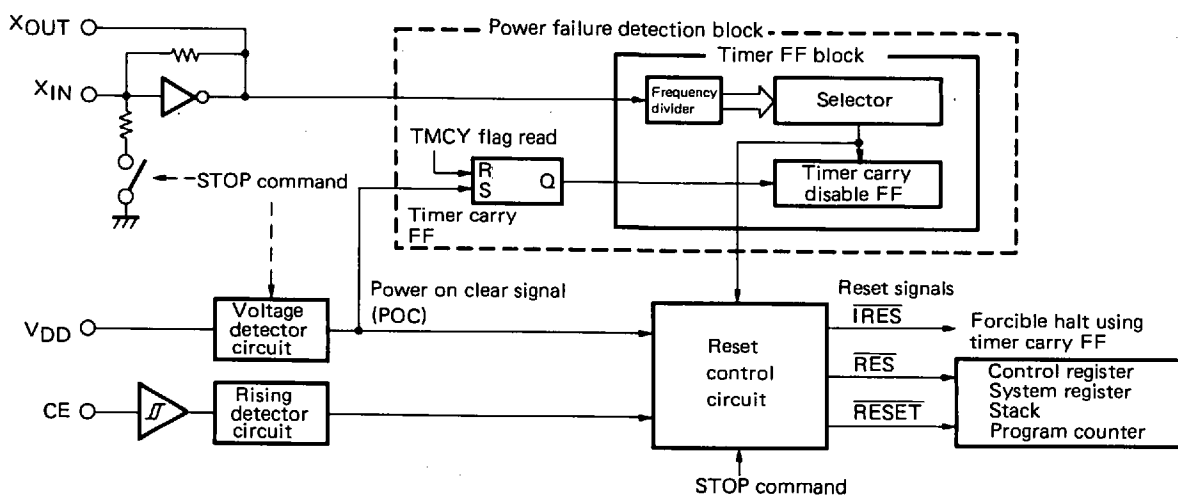 XOUT
XIN
Power failure detection block
Timer FF block
Frequency
divider
Selector
TMCY flag read
R
S
Q
Timer carry
disable FF
Timer carry
FF
STOP command
VDD
Voltage
detector
circuit
Power on clear signal
(POC)
CE
Rising
detector
circuit
Reset
control
circuit
Reset signals
IRES
RES
RESET
Forcible halt using
timer carry FF
Control register
System register
Stack
Program counter
STOP command